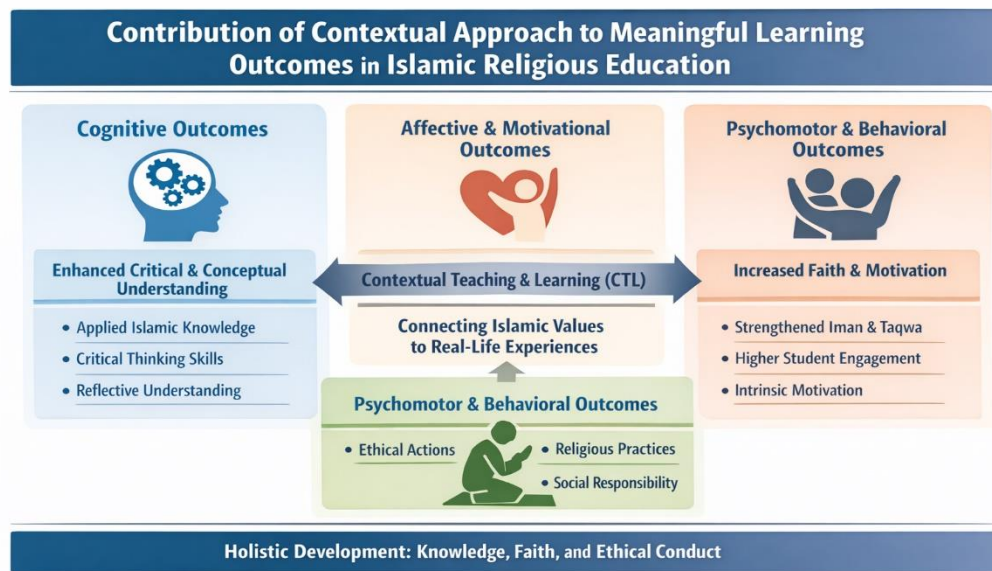 Contribution of Contextual Approach to Meaningful Learning
Outcomes in Islamic Religious Education
Cognitive Outcomes
Enhanced Critical & Conceptual
Understanding
• Applied Islamic Knowledge
• Critical Thinking Skills
• Reflective Understanding
Affective & Motivational
Outcomes
Contextual Teaching & Learning (CTL)
Connecting Islamic Values
to Real-Life Experiences
Psychomotor & Behavioral
Outcomes
Increased Faith & Motivation
• Strengthened Iman & Taqwa
• Higher Student Engagement
• Intrinsic Motivation
Psychomotor & Behavioral Outcomes
• Ethical Actions
• Religious Practices
• Social Responsibility
Holistic Development: Knowledge, Faith, and Ethical Conduct